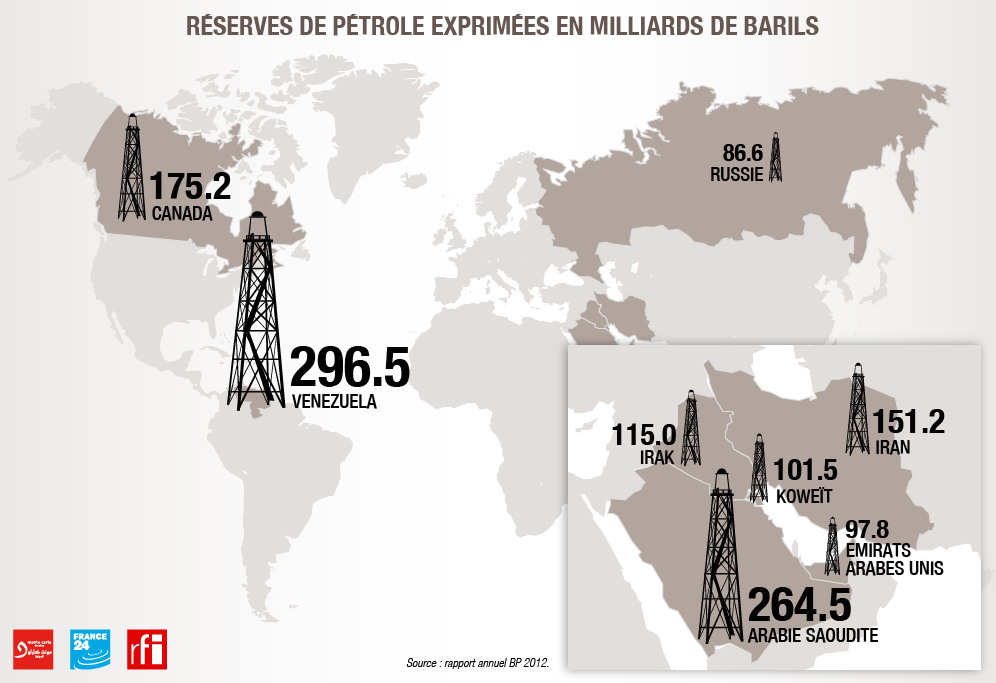 RÉSERVES DE PÉTROLE EXPRIMÉES EN MILLIARDS DE BARILS
175.2
CANADA
86.6
RUSSIE
296.5
VENEZUELA
115.0
IRAK
151.2
IRAN
101.5
KOWEÏT
97.8
EMIRATS
ARABES UNIS
264.5
ARABIE SAOUDITE
monte carlo
FRANCE
24
rfi
Source : rapport annuel BP 2012.